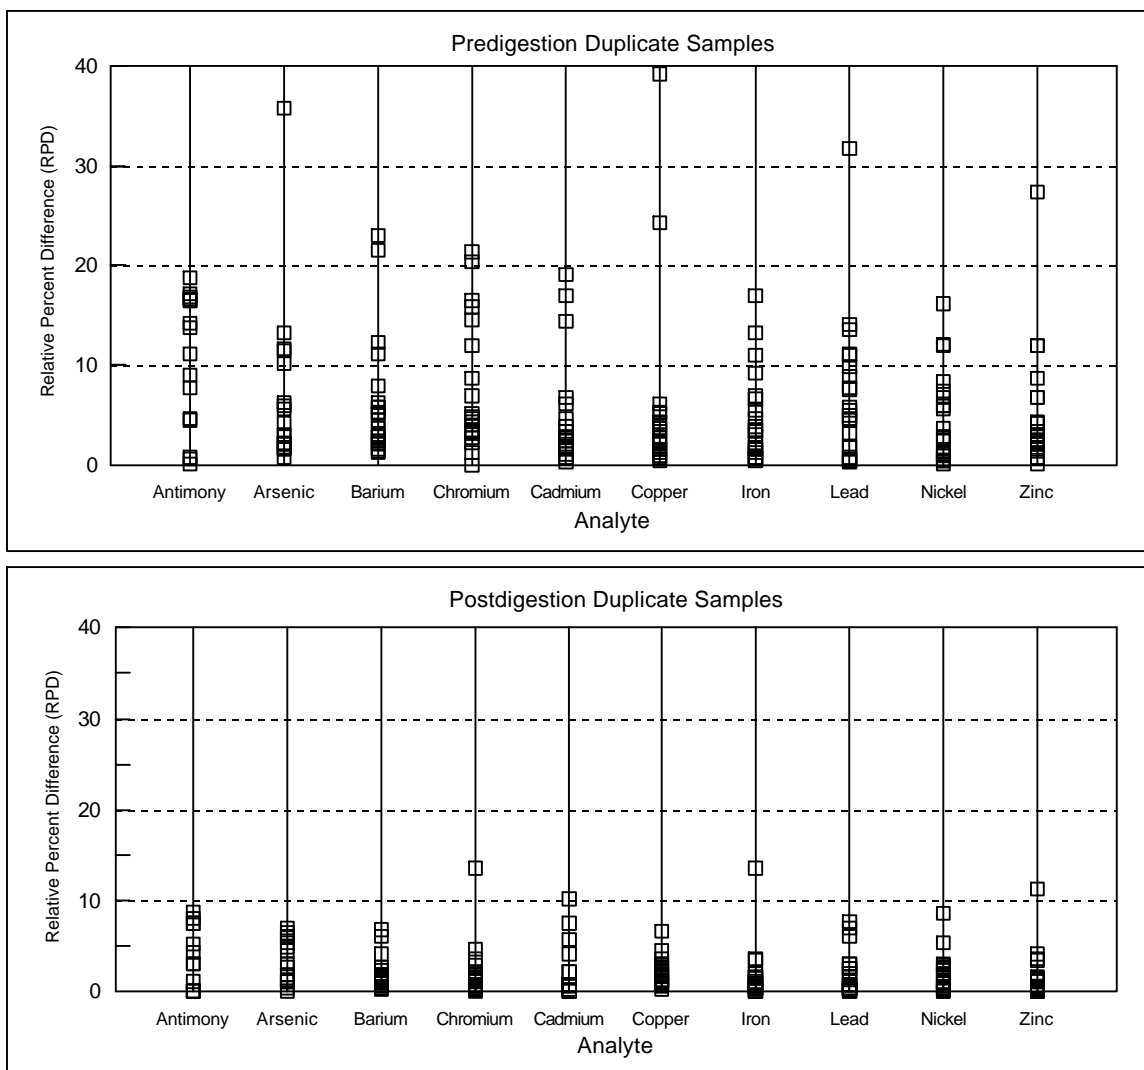 Predigestion Duplicate Samples
Relative Percent Difference (RPD)
40
30
20
10
0
Antimony Arsenic Barium Chromium Cadmium Copper Iron Lead Nickel Zinc
Analyte
Postdigestion Duplicate Samples
Relative Percent Difference (RPD)
40
30
20
10
0
Antimony Arsenic Barium Chromium Cadmium Copper Iron Lead Nickel Zinc
Analyte